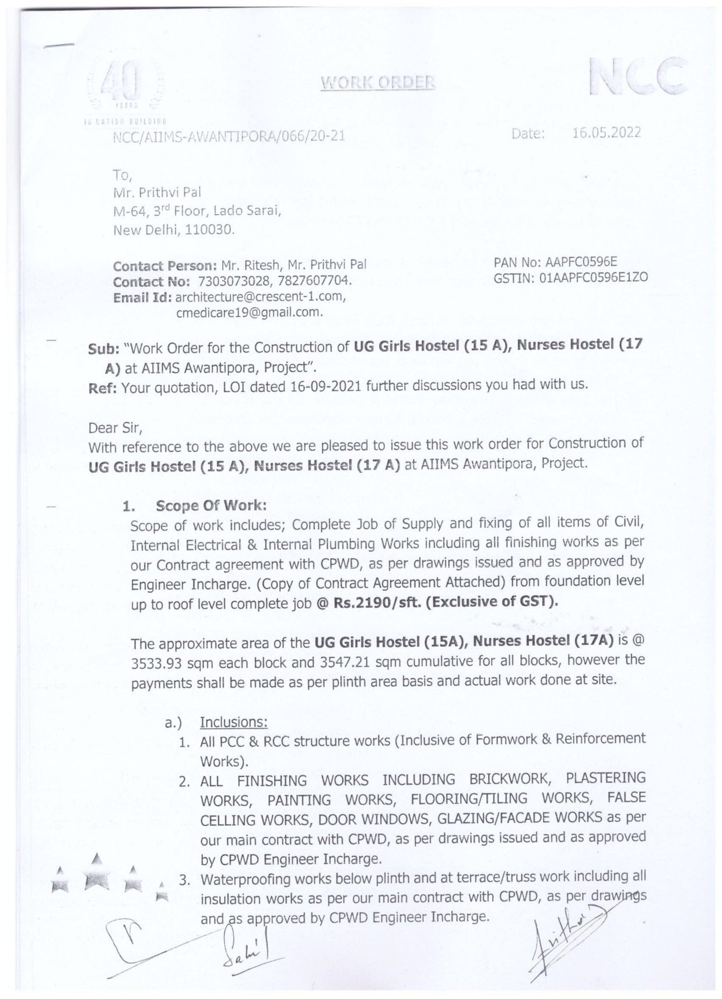 40
YEARS
IN NATION BUILDING
WORK ORDER
NCC
NCC/AIIMS-AWANTIPORA/066/20-21 Date: 16.05.2022
To,
Mr. Prithvi Pal
M-64, 3rd Floor, Lado Sarai,
New Delhi, 110030.
Contact Person: Mr. Ritesh, Mr. Prithvi Pal PAN No: AAPFC0596E
Contact No: 7303073028, 7827607704. GSTIN: 01AAPFC0596E1ZO
Email Id: architecture@crescent-1.com,
cmedicare19@gmail.com.
Sub: "Work Order for the Construction of UG Girls Hostel (15 A), Nurses Hostel (17
A) at AIIMS Awantipora, Project".
Ref: Your quotation, LOI dated 16-09-2021 further discussions you had with us.
Dear Sir,
With reference to the above we are pleased to issue this work order for Construction of
UG Girls Hostel (15 A), Nurses Hostel (17 A) at AIIMS Awantipora, Project.
1. Scope Of Work:
Scope of work includes; Complete Job of Supply and fixing of all items of Civil,
Internal Electrical & Internal Plumbing Works including all finishing works as per
our Contract agreement with CPWD, as per drawings issued and as approved by
Engineer Incharge. (Copy of Contract Agreement Attached) from foundation level
up to roof level complete job @ Rs.2190/sft. (Exclusive of GST).
The approximate area of the UG Girls Hostel (15A), Nurses Hostel (17A) is @
3533.93 sqm each block and 3547.21 sqm cumulative for all blocks, however the
payments shall be made as per plinth area basis and actual work done at site.
a.) Inclusions:
1. All PCC & RCC structure works (Inclusive of Formwork & Reinforcement
Works).
2. ALL FINISHING WORKS INCLUDING BRICKWORK, PLASTERING
WORKS, PAINTING WORKS, FLOORING/TILING WORKS, FALSE
CELLING WORKS, DOOR WINDOWS, GLAZING/FACADE WORKS as per
our main contract with CPWD, as per drawings issued and as approved
by CPWD Engineer Incharge.
3. Waterproofing works below plinth and at terrace/truss work including all
insulation works as per our main contract with CPWD, as per drawings
and as approved by CPWD Engineer Incharge.
Sahil